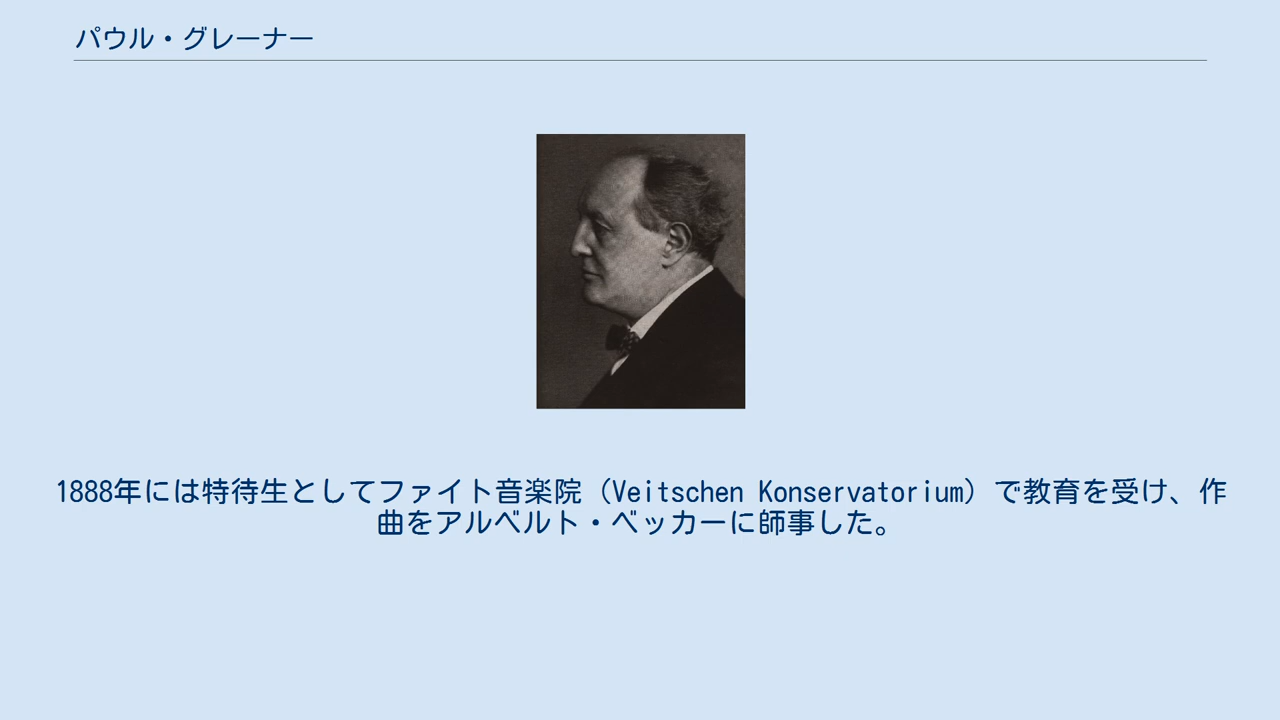 パウル・グレーナー
1888年には特待生としてファイト音楽院（Veitschen Konservatorium）で教育を受け、作
曲をアルベルト・ベッカーに師事した。